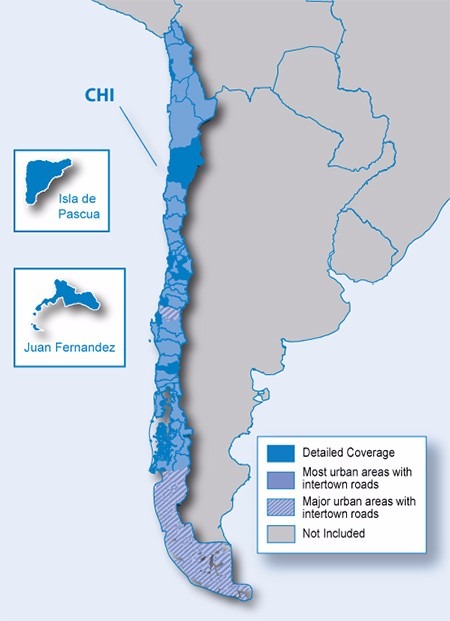 CHI
Isla de
Pascua
Juan Fernandez
Detailed Coverage
Most urban areas with
intertown roads
Major urban areas with
intertown roads
Not Included